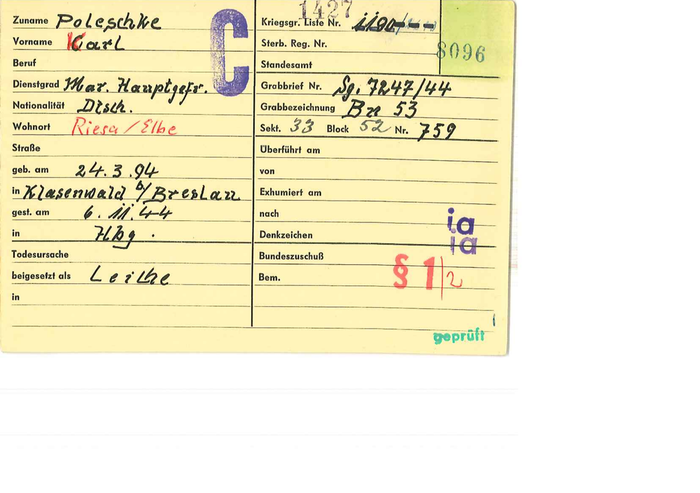 Zuname Poleschke
Vorname Karl
C
Beruf
Dienstgrad Mar. Hauptgefr.
Nationalität Dtsch.
Wohnort Riesa/Elbe
Straße
geb. am 24.3.94
in Klasenwald b/Breslau
gest. am 6.11.44
in Hbg.
Todesursache
beigesetzt als Leiche
in
1427
Kriegsgr. Liste Nr.
8096
Sterb. Reg. Nr.
Standesamt
Grabbrief Nr. Sg. 7247/44
Grabbezeichnung Bn 53
Sekt. 33 Block 52 Nr. 759
Überführt am
von
Exhumiert am
nach
ia
Denkzeichen
ia
Bundeszuschuß
Bem.
§ 1/2
geprüft